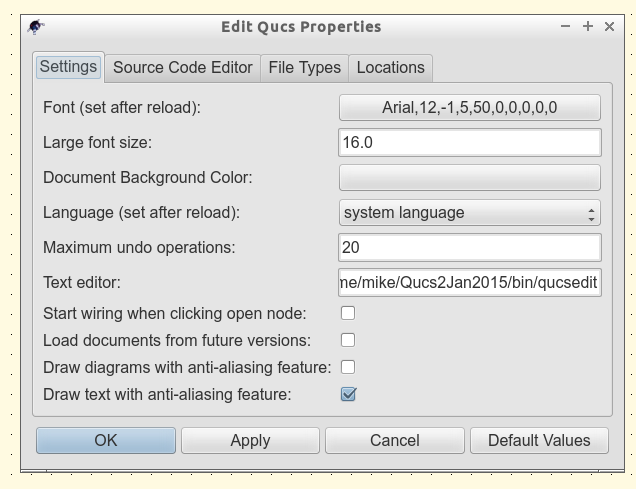 Edit Qucs Properties
Settings Source Code Editor File Types Locations
Font (set after reload): Arial,12,-1,5,50,0,0,0,0,0
Large font size: 16.0
Document Background Color:
Language (set after reload): system language
Maximum undo operations: 20
Text editor: me/mike/Qucs2Jan2015/bin/qucsedit
Start wiring when clicking open node:
Load documents from future versions:
Draw diagrams with anti-aliasing feature:
Draw text with anti-aliasing feature:
OK Apply Cancel Default Values